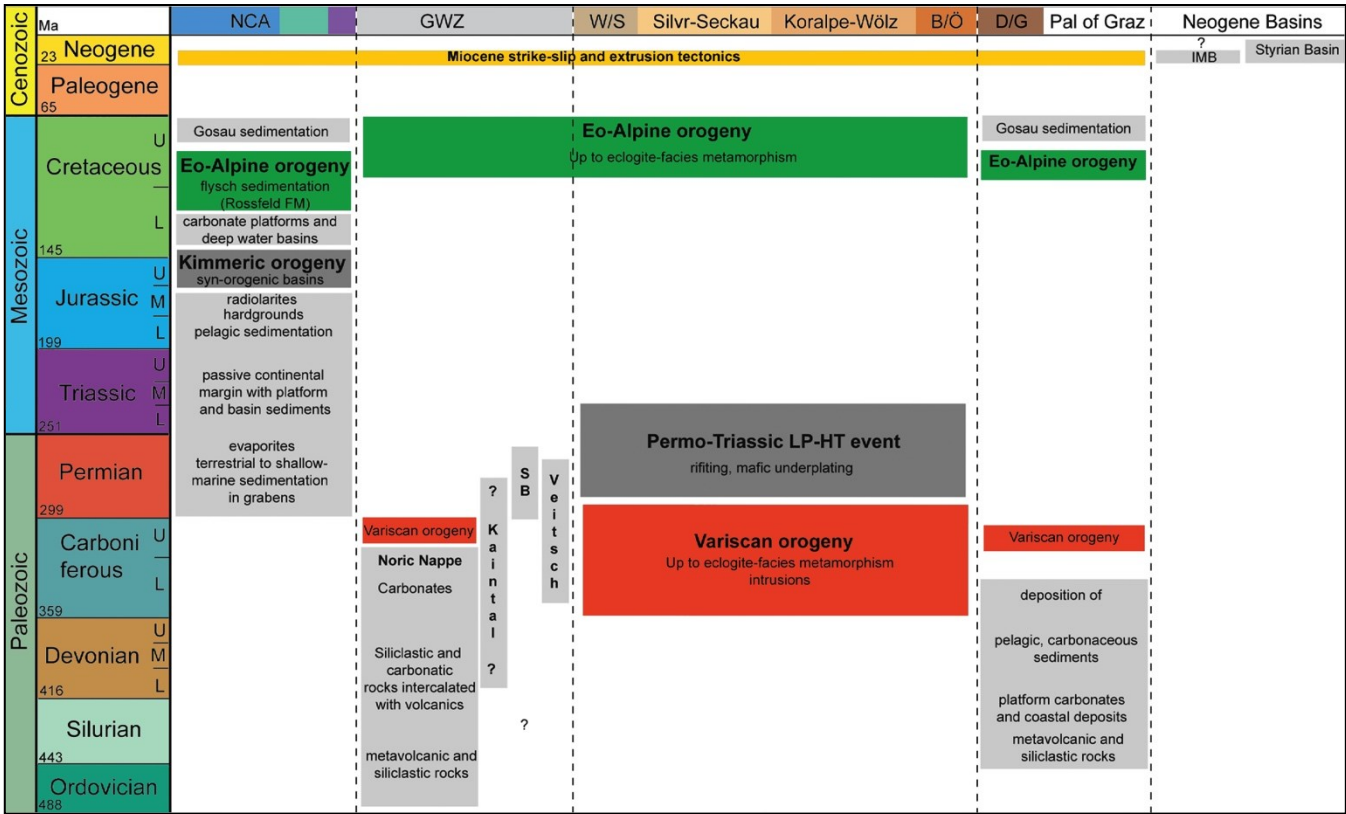 Ma
NCA
GWZ
W/S
Silvr-Seckau
Koralpe-Wölz
B/Ö
D/G
Pal of Graz
Neogene Basins
Cenozoic
23 Neogene
Paleogene
65
Miocene strike-slip and extrusion tectonics
?
IMB
Styrian Basin
Mesozoic
Cretaceous
U
L
145
Jurassic
U
M
L
199
Triassic
U
M
L
251
Paleozoic
Permian
299
Carboni
ferous
U
L
359
Devonian
U
M
L
416
Silurian
443
Ordovician
488
Gosau sedimentation
Eo-Alpine orogeny
flysch sedimentation
(Rossfeld FM)
carbonate platforms and
deep water basins
Kimmeric orogeny
syn-orogenic basins
radiolarites
hardgrounds
pelagic sedimentation
passive continental
margin with platform
and basin sediments
evaporites
terrestrial to shallow-
marine sedimentation
in grabens
Eo-Alpine orogeny
Up to eclogite-facies metamorphism
Variscan orogeny
Noric Nappe
Carbonates
Siliclastic and
carbonatic
rocks intercalated
with volcanics
metavolcanic and
siliclastic rocks
? Kaintal ?
SB
Veitsch
?
Permo-Triassic LP-HT event
rifiting, mafic underplating
Variscan orogeny
Up to eclogite-facies metamorphism
intrusions
Gosau sedimentation
Eo-Alpine orogeny
Variscan orogeny
deposition of
pelagic, carbonaceous
sediments
platform carbonates
and coastal deposits
metavolcanic and
siliclastic rocks